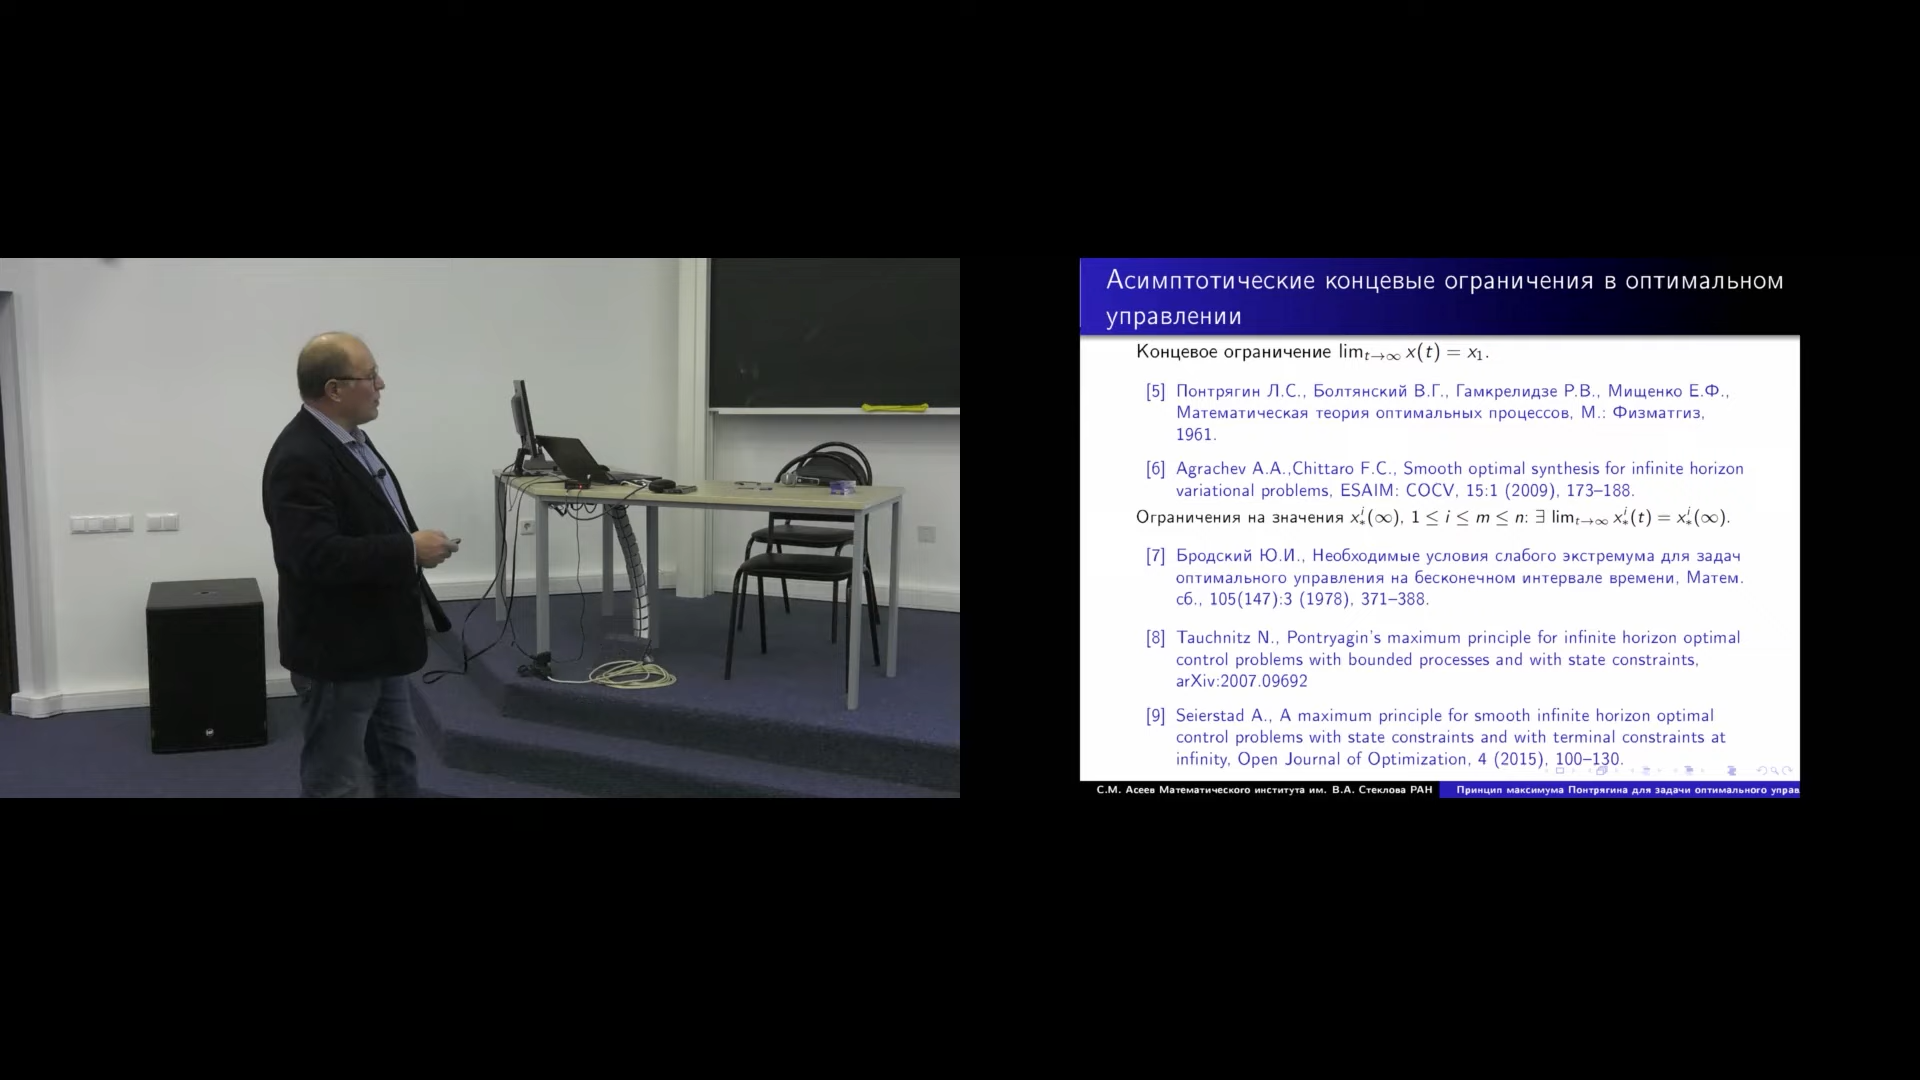 Асимптотические концевые ограничения в оптимальном
управлении
Концевое ограничение lim_{t→∞} x(t) = x₁.
[5] Понтрягин Л.С., Болтянский В.Г., Гамкрелидзе Р.В., Мищенко Е.Ф.,
Математическая теория оптимальных процессов, М.: Физматгиз,
1961.
[6] Agrachev A.A.,Chittaro F.C., Smooth optimal synthesis for infinite horizon
variational problems, ESAIM: COCV, 15:1 (2009), 173–188.
Ограничения на значения x_*^i(∞), 1 ≤ i ≤ m ≤ n: ∃ lim_{t→∞} x_*^i(t) = x_*^i(∞).
[7] Бродский Ю.И., Необходимые условия слабого экстремума для задач
оптимального управления на бесконечном интервале времени, Матем.
сб., 105(147):3 (1978), 371–388.
[8] Tauchnitz N., Pontryagin's maximum principle for infinite horizon optimal
control problems with bounded processes and with state constraints,
arXiv:2007.09692
[9] Seierstad A., A maximum principle for smooth infinite horizon optimal
control problems with state constraints and with terminal constraints at
infinity, Open Journal of Optimization, 4 (2015), 100–130.
С.М. Асеев Математического института им. В.А. Стеклова РАН
Принцип максимума Понтрягина для задачи оптимального управ